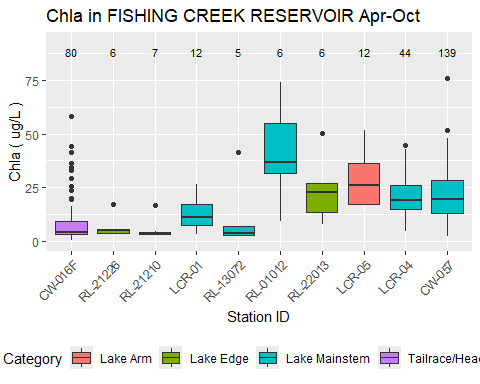 Chla in FISHING CREEK RESERVOIR Apr-Oct
80 6 7 12 5 6 6 12 44 139
75
50
25
0
Chla ( ug/L )
CW-016F RL-21226 RL-21210 LCR-01 RL-13072 RL-01012 RL-22013 LCR-05 LCR-04 CW-057
Station ID
Category Lake Arm Lake Edge Lake Mainstem Tailrace/Hea